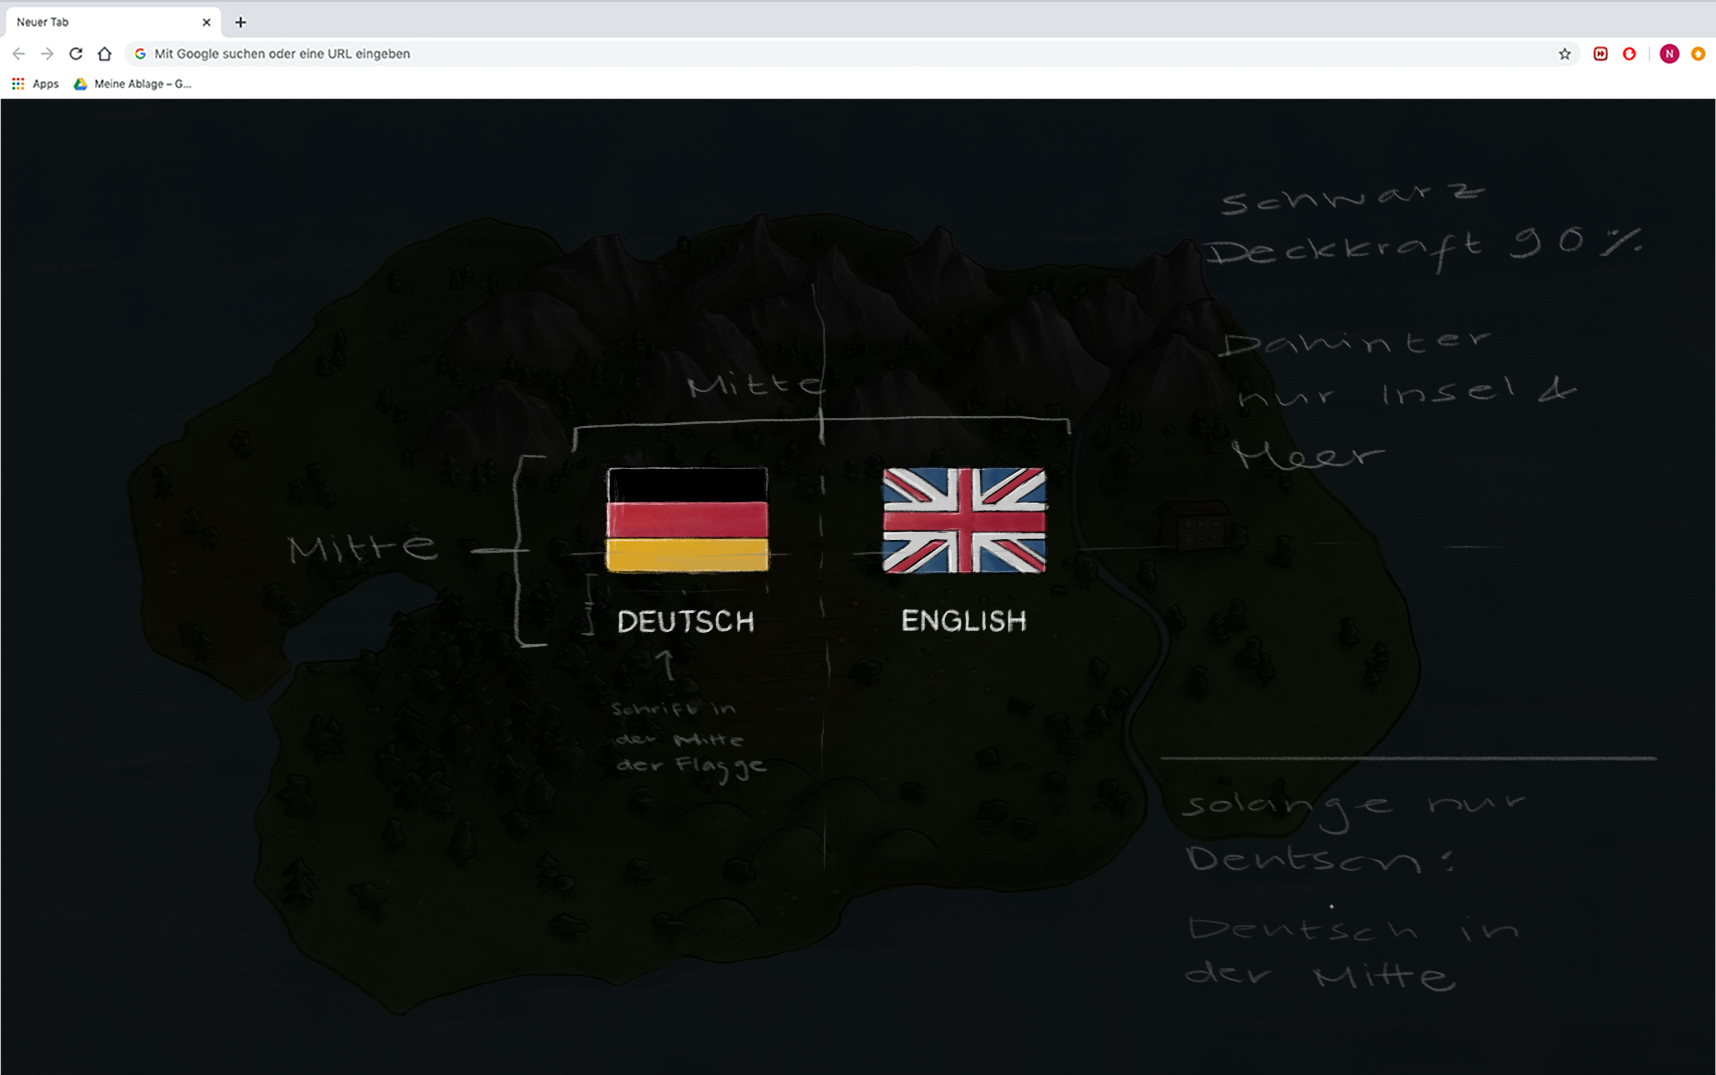 Neuer Tab
Mit Google suchen oder eine URL eingeben
N
Apps
Meine Ablage – G...
schwarz
Deckkraft 90%
Dahinter
nur Insel &
Meer
Mitte
Mitte
DEUTSCH
ENGLISH
Schrift in
der Mitte
der Flagge
solange nur
Deutsch:
Deutsch in
der Mitte